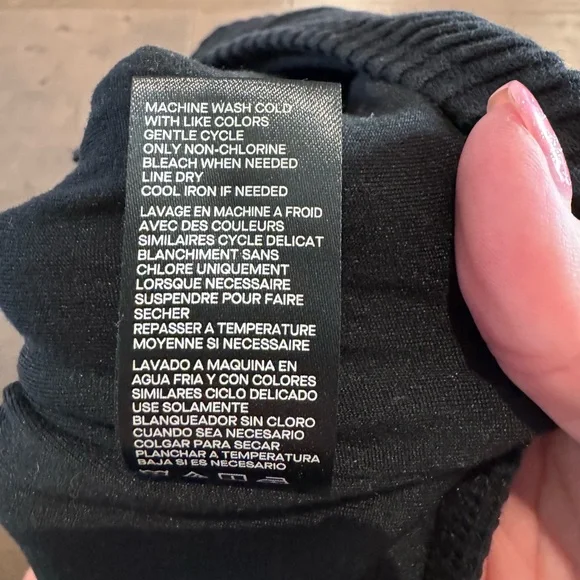 MACHINE WASH COLD
WITH LIKE COLORS
GENTLE CYCLE
ONLY NON-CHLORINE
BLEACH WHEN NEEDED
LINE DRY
COOL IRON IF NEEDED
LAVAGE EN MACHINE A FROID
AVEC DES COULEURS
SIMILAIRES CYCLE DELICAT
BLANCHIMENT SANS
CHLORE UNIQUEMENT
LORSQUE NECESSAIRE
SUSPENDRE POUR FAIRE
SECHER
REPASSER A TEMPERATURE
MOYENNE SI NECESSAIRE
LAVADO A MAQUINA EN
AGUA FRIA Y CON COLORES
SIMILARES CICLO DELICADO
USE SOLAMENTE
BLANQUEADOR SIN CLORO
CUANDO SEA NECESARIO
COLGAR PARA SECAR
PLANCHAR A TEMPERATURA
BAJA SI ES NECESARIO